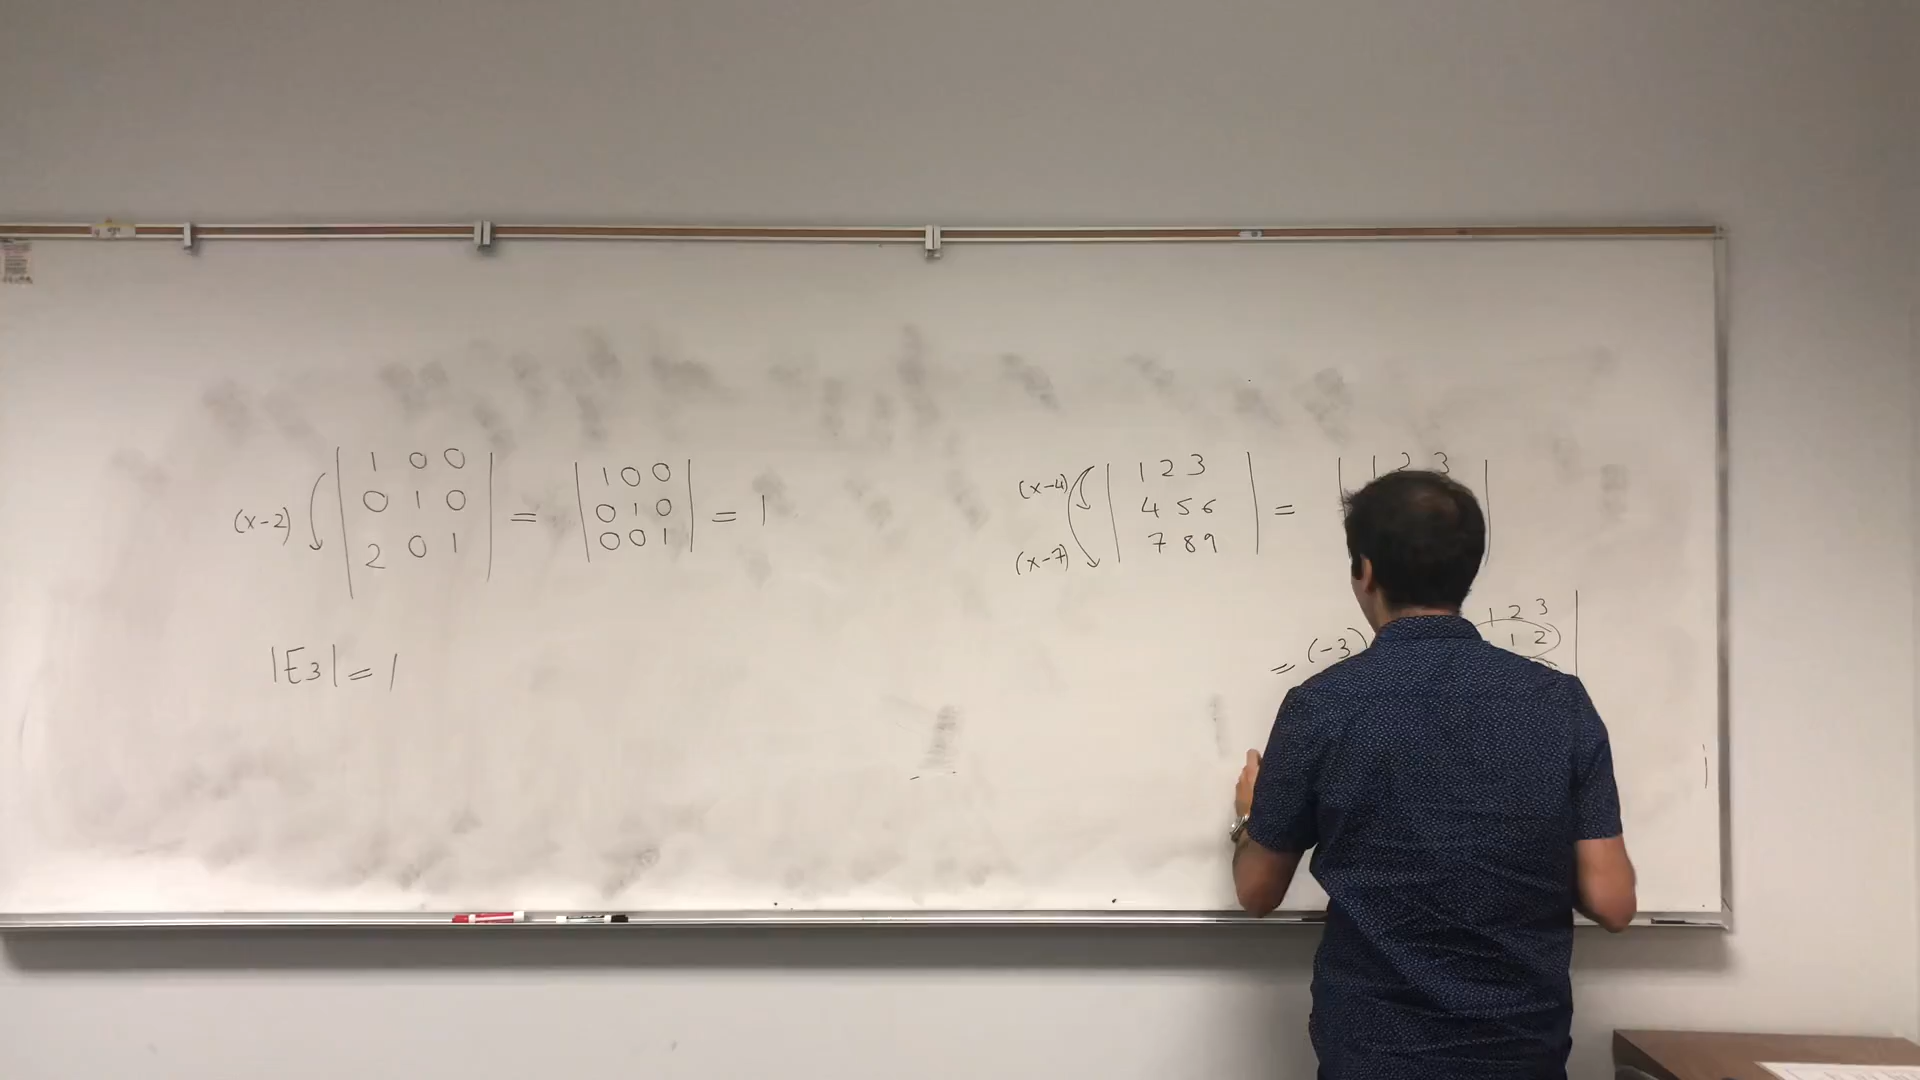 (x-2) | 1 0 0 | = | 1 0 0 | = 1
| 0 1 0 | | 0 1 0 |
| 2 0 1 | | 0 0 1 |
|E3| = 1
(x-4) | 1 2 3 | = | 1 2 3 |
| 4 5 6 |
(x-7) | 7 8 9 |
= (-3) 1 2 3 |
1 2